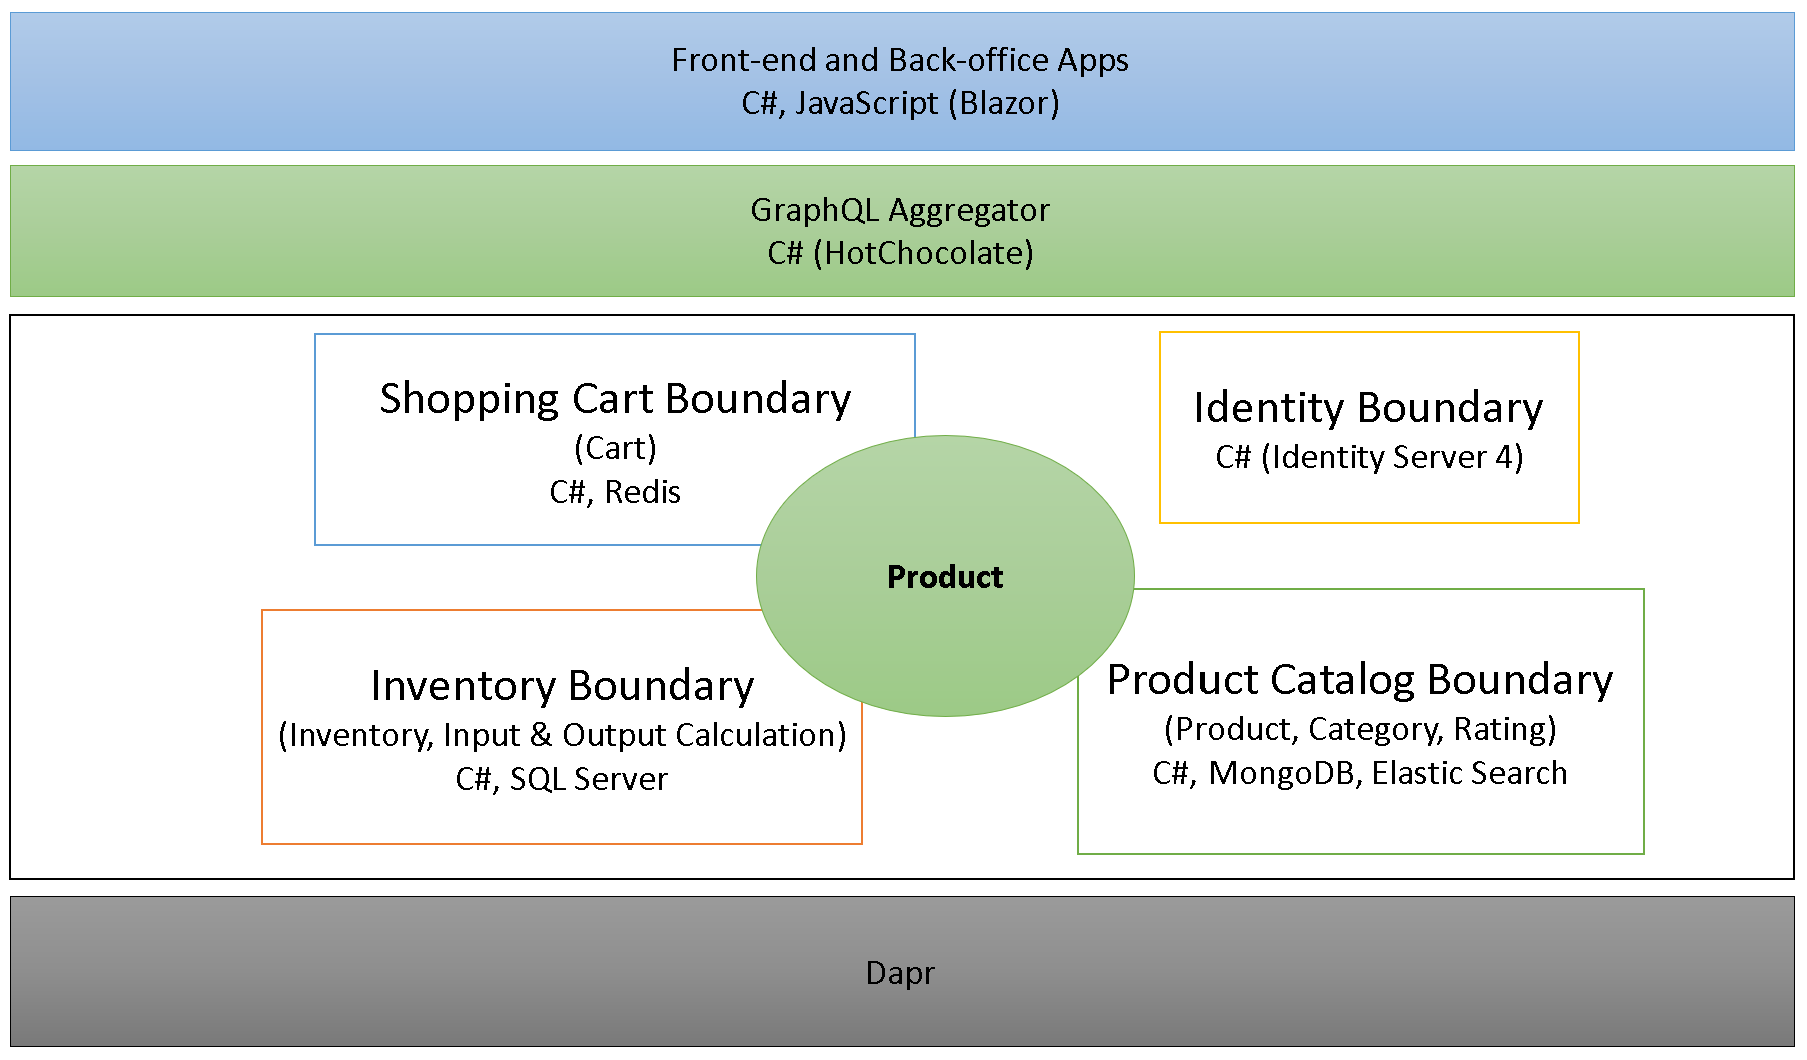 Front-end and Back-office Apps
C#, JavaScript (Blazor)
GraphQL Aggregator
C# (HotChocolate)
Shopping Cart Boundary
(Cart)
C#, Redis
Identity Boundary
C# (Identity Server 4)
Product
Inventory Boundary
(Inventory, Input & Output Calculation)
C#, SQL Server
Product Catalog Boundary
(Product, Category, Rating)
C#, MongoDB, Elastic Search
Dapr